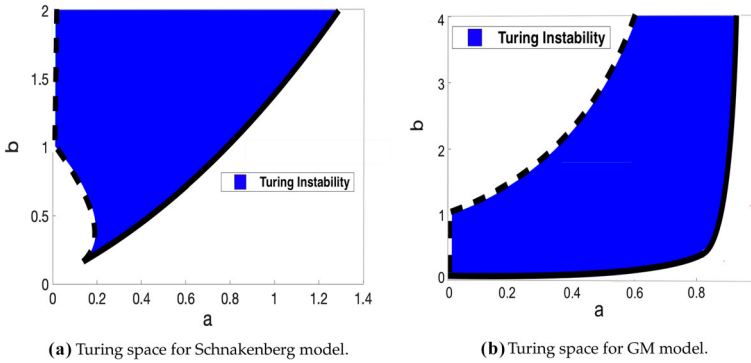 2
1.5
b
1
0.5
0
0 0.2 0.4 0.6 0.8 1 1.2 1.4
a
Turing Instability
(a) Turing space for Schnakenberg model.
4
3
b
2
1
0
0 0.2 0.4 0.6 0.8
a
Turing Instability
(b) Turing space for GM model.